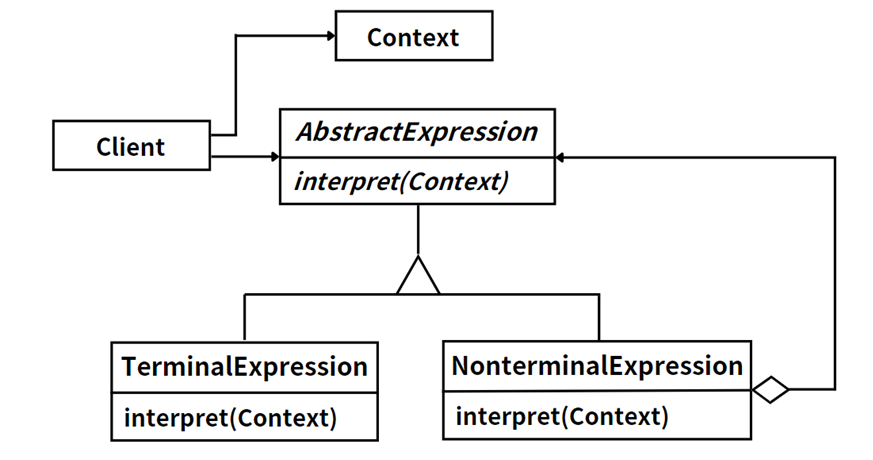 Context
Client
AbstractExpression
interpret(Context)
TerminalExpression
interpret(Context)
NonterminalExpression
interpret(Context)